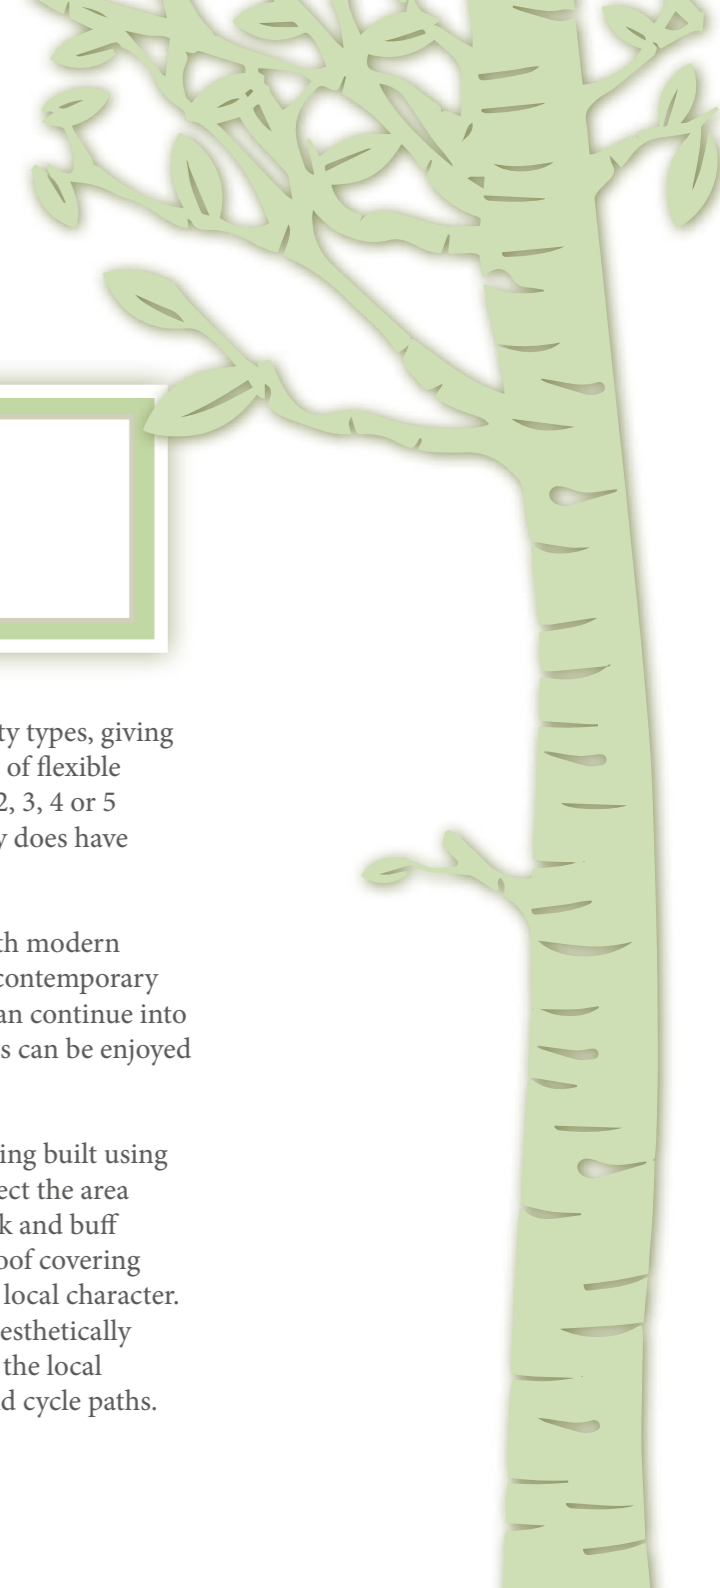 ty types, giving
of flexible
2, 3, 4 or 5
y does have
th modern
contemporary
an continue into
s can be enjoyed
ing built using
ect the area
k and buff
oof covering
local character.
esthetically
the local
d cycle paths.